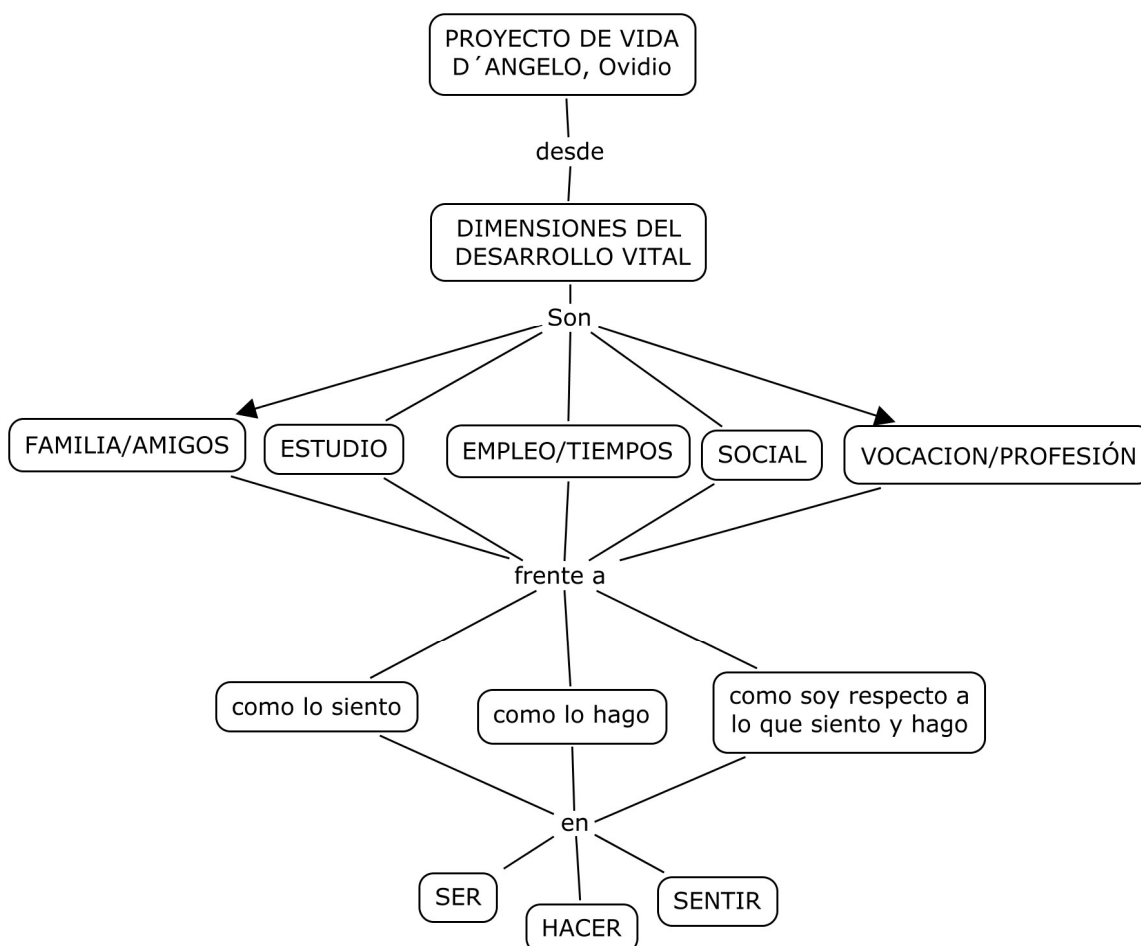 PROYECTO DE VIDA
D´ANGELO, Ovidio
desde
DIMENSIONES DEL
DESARROLLO VITAL
Son
FAMILIA/AMIGOS
ESTUDIO
EMPLEO/TIEMPOS
SOCIAL
VOCACION/PROFESIÓN
frente a
como lo siento
como lo hago
como soy respecto a
lo que siento y hago
en
SER
HACER
SENTIR